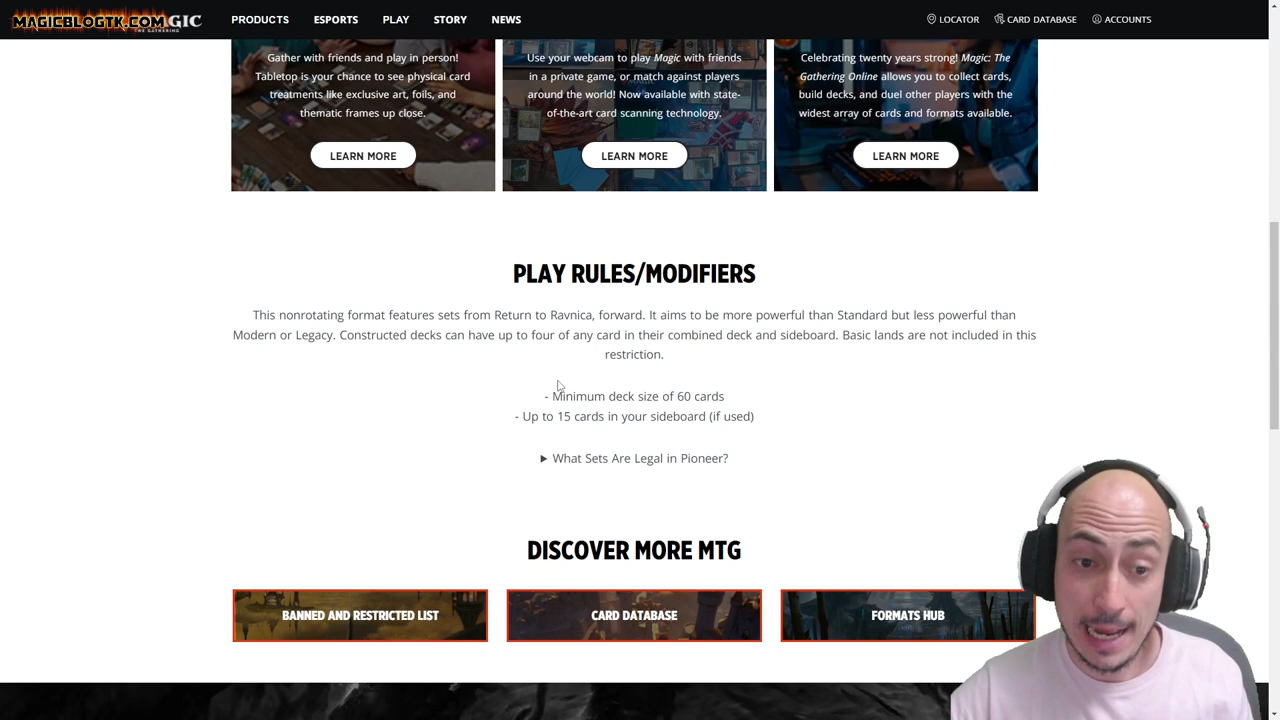 MAGICBLOGTK.COM GIC
THE GATHERING
PRODUCTS ESPORTS PLAY STORY NEWS
LOCATOR CARD DATABASE ACCOUNTS
Gather with friends and play in person!
Tabletop is your chance to see physical card
treatments like exclusive art, foils, and
thematic frames up close.
LEARN MORE
Use your webcam to play Magic with friends
in a private game, or match against players
around the world! Now available with state-
of-the-art card scanning technology.
LEARN MORE
Celebrating twenty years strong! Magic: The
Gathering Online allows you to collect cards,
build decks, and duel other players with the
widest array of cards and formats available.
LEARN MORE
PLAY RULES/MODIFIERS
This nonrotating format features sets from Return to Ravnica, forward. It aims to be more powerful than Standard but less powerful than
Modern or Legacy. Constructed decks can have up to four of any card in their combined deck and sideboard. Basic lands are not included in this
restriction.
- Minimum deck size of 60 cards
- Up to 15 cards in your sideboard (if used)
What Sets Are Legal in Pioneer?
DISCOVER MORE MTG
BANNED AND RESTRICTED LIST
CARD DATABASE
FORMATS HUB